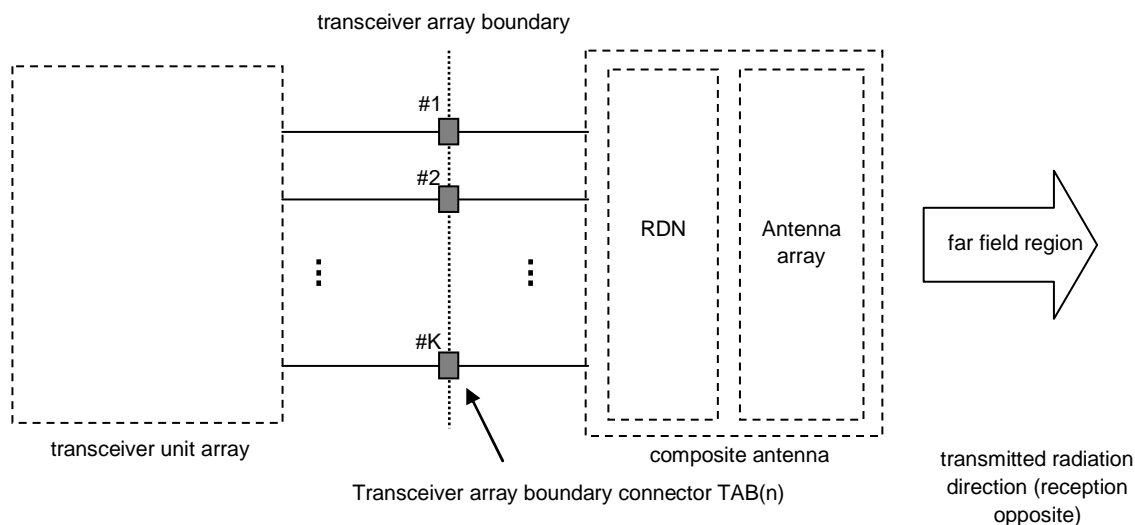 transceiver array boundary
#1
#2
#K
RDN
Antenna
array
far field region
transceiver unit array
composite antenna
Transceiver array boundary connector TAB(n)
transmitted radiation
direction (reception
opposite)